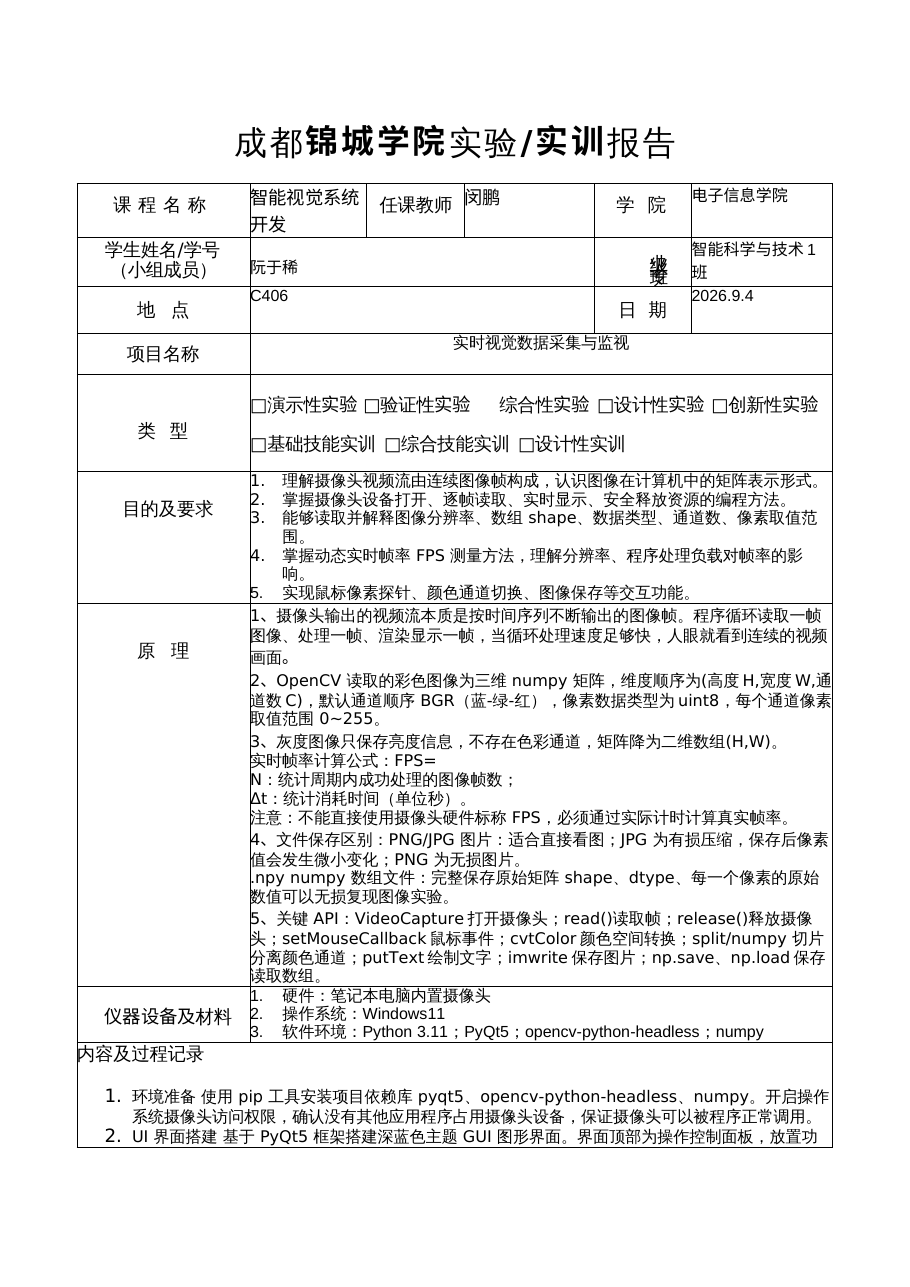 成都锦城学院实验/实训报告
课 程 名 称 智能视觉系统 任课教师 闵鹏 学 院 电子信息学院
开发
学生姓名/学号 智能科学与技术 1
（小组成员） 阮于稀 班
地 点 C406 日 期 2026.9.4
项目名称 实时视觉数据采集与监视
类 型 □演示性实验 □验证性实验 综合性实验 □设计性实验 □创新性实验
□基础技能实训 □综合技能实训 □设计性实训
目的及要求
1. 理解摄像头视频流由连续图像帧构成，认识图像在计算机中的矩阵表示形式。
2. 掌握摄像头设备打开、逐帧读取、实时显示、安全释放资源的编程方法。
3. 能够读取并解释图像分辨率、数组 shape、数据类型、通道数、像素取值范
围。
4. 掌握动态实时帧率 FPS 测量方法，理解分辨率、程序处理负载对帧率的影
响。
5. 实现鼠标像素探针、颜色通道切换、图像保存等交互功能。
原 理
1、摄像头输出的视频流本质是按时间序列不断输出的图像帧。程序循环读取一帧
图像、处理一帧、渲染显示一帧，当循环处理速度足够快，人眼就看到连续的视频
画面。
2、OpenCV 读取的彩色图像为三维 numpy 矩阵，维度顺序为(高度 H,宽度 W,通
道数 C)，默认通道顺序 BGR（蓝-绿-红），像素数据类型为 uint8，每个通道像素
取值范围 0~255。
3、灰度图像只保存亮度信息，不存在色彩通道，矩阵降为二维数组(H,W)。
实时帧率计算公式：FPS=
N：统计周期内成功处理的图像帧数；
Δt：统计消耗时间（单位秒）。
注意：不能直接使用摄像头硬件标称 FPS，必须通过实际计时计算真实帧率。
4、文件保存区别：PNG/JPG 图片：适合直接看图；JPG 为有损压缩，保存后像素
值会发生微小变化；PNG 为无损图片。
.npy numpy 数组文件：完整保存原始矩阵 shape、dtype、每一个像素的原始
数值可以无损复现图像实验。
5、关键 API：VideoCapture 打开摄像头；read()读取帧；release()释放摄像
头；setMouseCallback 鼠标事件；cvtColor 颜色空间转换；split/numpy 切片
分离颜色通道；putText 绘制文字；imwrite 保存图片；np.save、np.load 保存
读取数组。
仪器设备及材料
1. 硬件：笔记本电脑内置摄像头
2. 操作系统：Windows11
3. 软件环境：Python 3.11；PyQt5；opencv-python-headless；numpy
内容及过程记录
1. 环境准备 使用 pip 工具安装项目依赖库 pyqt5、opencv-python-headless、numpy。开启操作
系统摄像头访问权限，确认没有其他应用程序占用摄像头设备，保证摄像头可以被程序正常调用。
2. UI 界面搭建 基于 PyQt5 框架搭建深蓝色主题 GUI 图形界面。界面顶部为操作控制面板，放置功